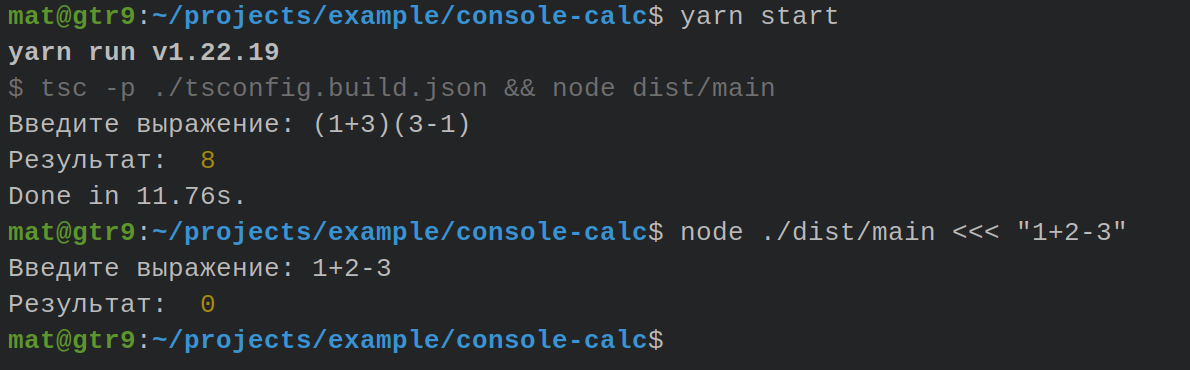 mat@gtr9:~/projects/example/console-calc$ yarn start
yarn run v1.22.19
$ tsc -p ./tsconfig.build.json && node dist/main
Введите выражение: (1+3)(3-1)
Результат:  8
Done in 11.76s.
mat@gtr9:~/projects/example/console-calc$ node ./dist/main <<< "1+2-3"
Введите выражение: 1+2-3
Результат:  0
mat@gtr9:~/projects/example/console-calc$